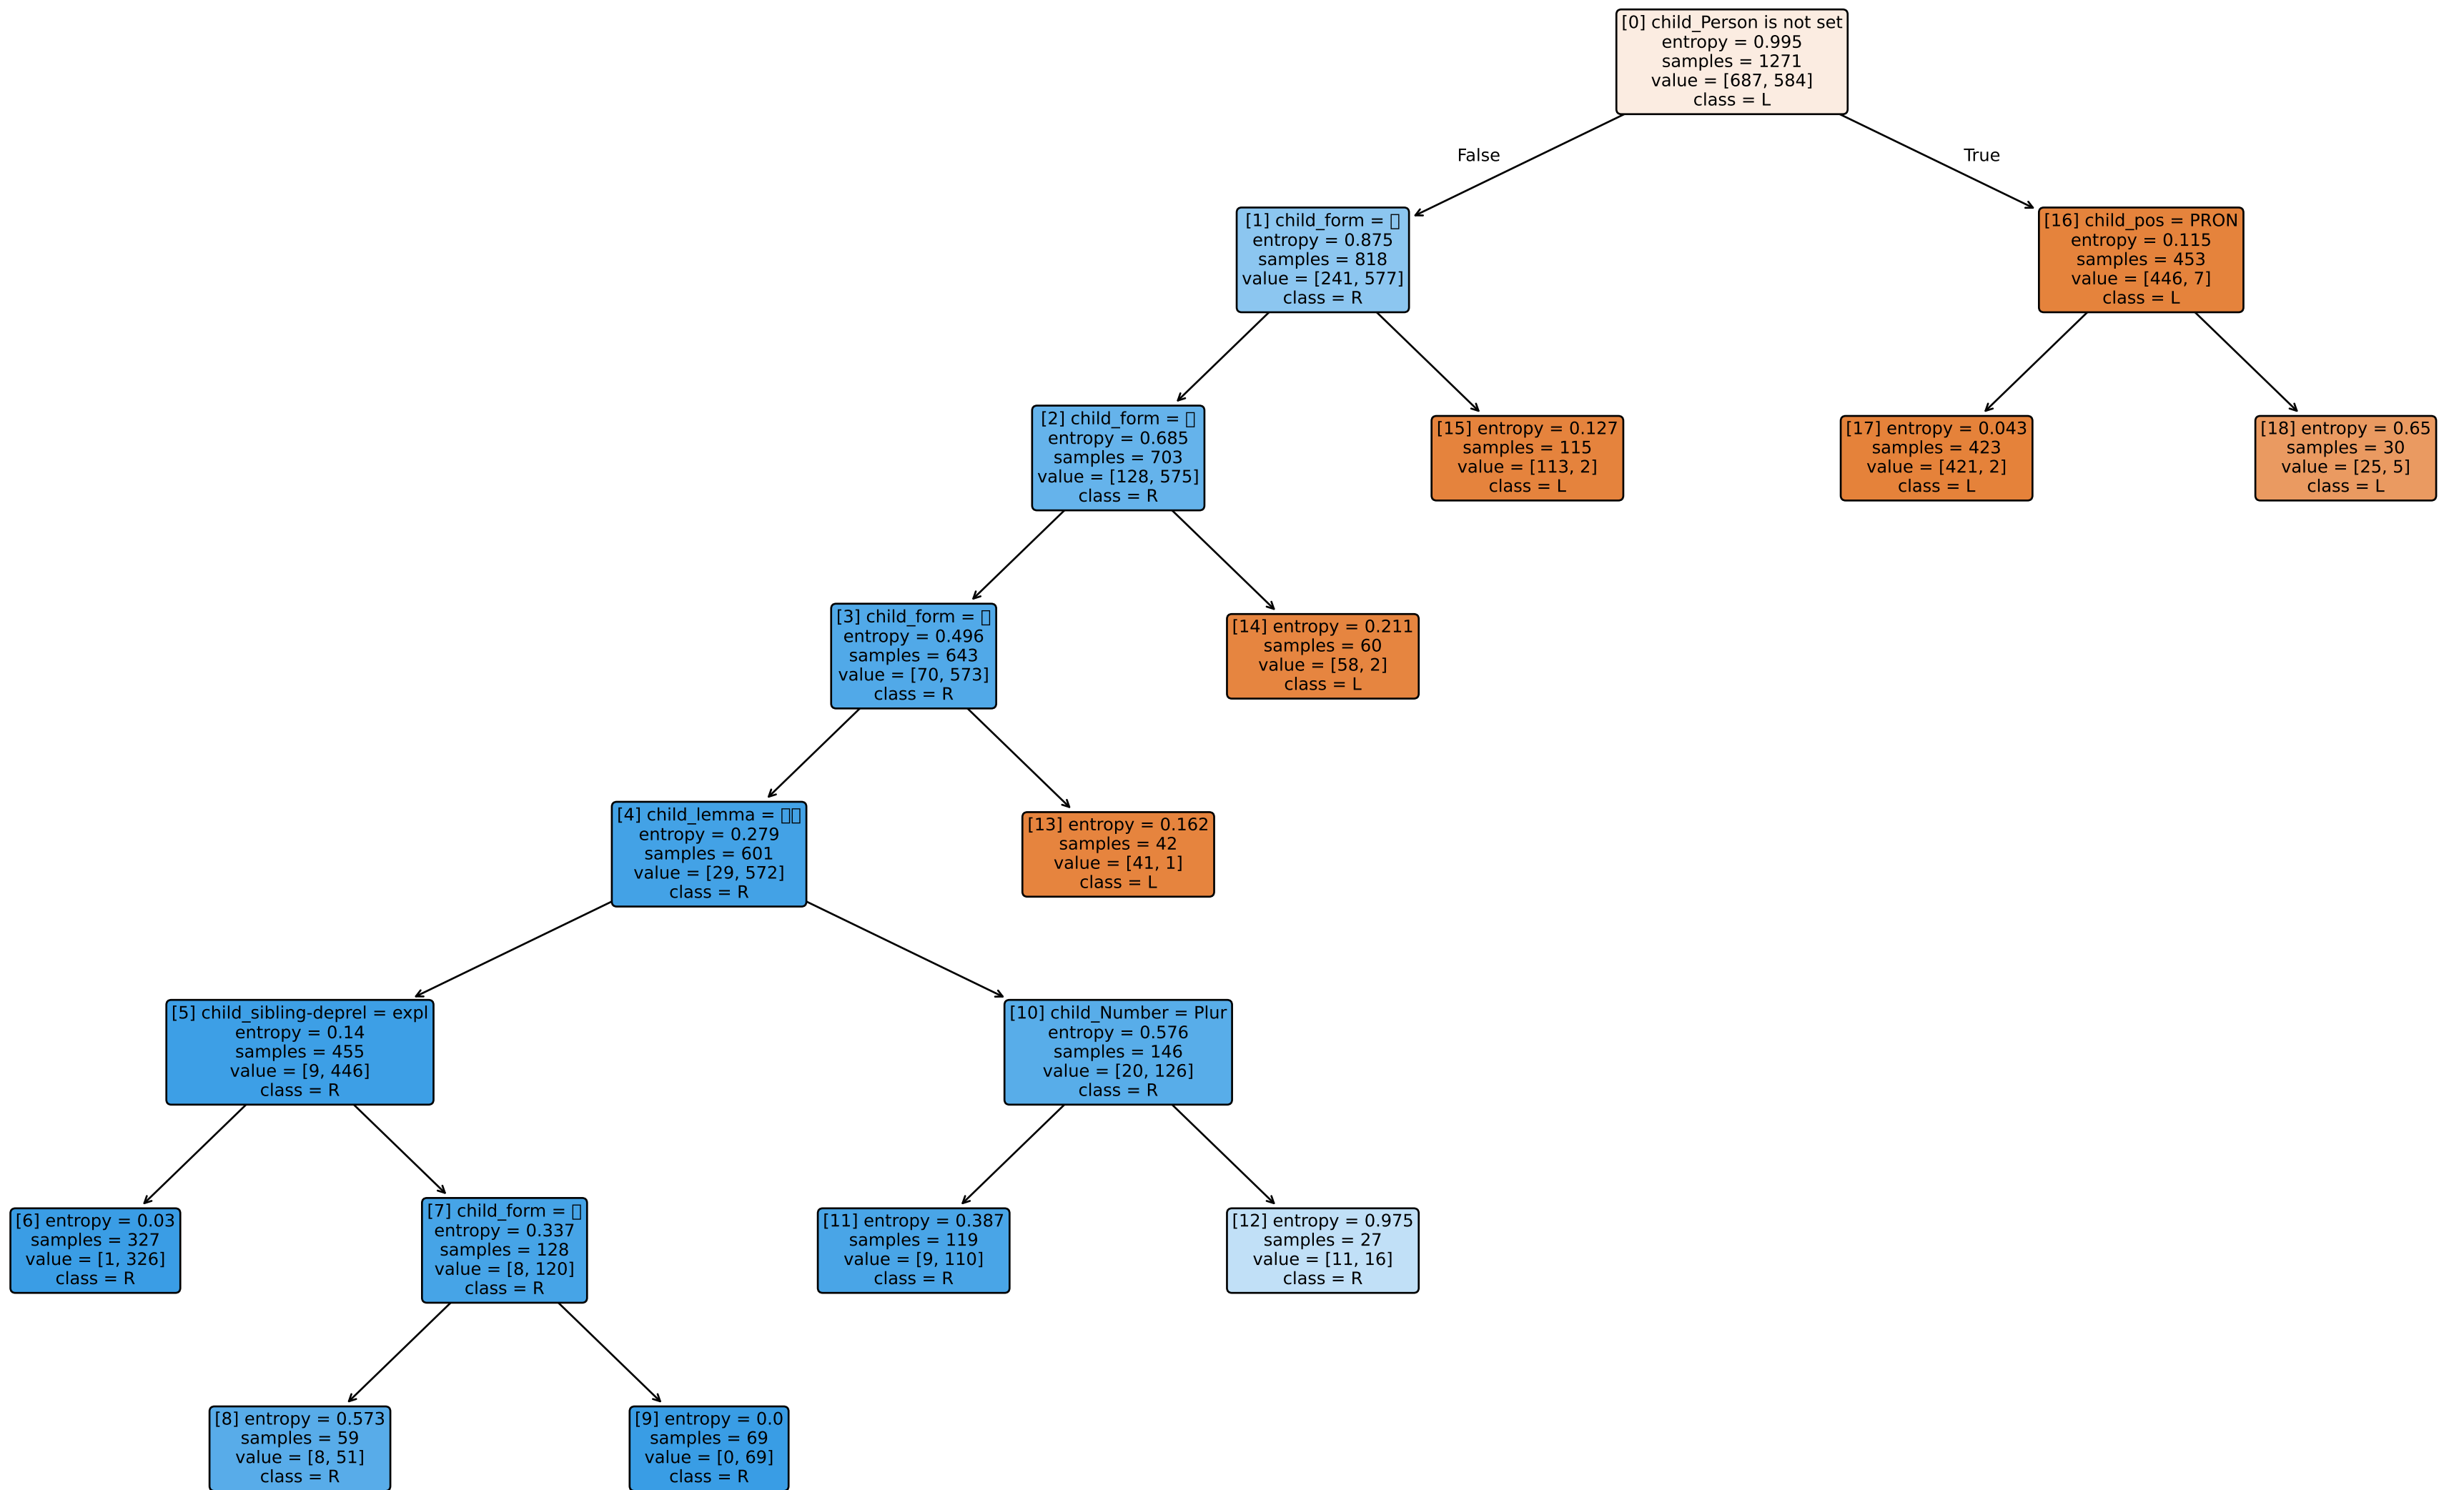 [0] child_Person is not set
entropy = 0.995
samples = 1271
value = [687, 584]
class = L
False
True
[1] child_form =
entropy = 0.875
samples = 818
value = [241, 577]
class = R
[16] child_pos = PRON
entropy = 0.115
samples = 453
value = [446, 7]
class = L
[2] child_form =
entropy = 0.685
samples = 703
value = [128, 575]
class = R
[15] entropy = 0.127
samples = 115
value = [113, 2]
class = L
[17] entropy = 0.043
samples = 423
value = [421, 2]
class = L
[18] entropy = 0.65
samples = 30
value = [25, 5]
class = L
[3] child_form =
entropy = 0.496
samples = 643
value = [70, 573]
class = R
[14] entropy = 0.211
samples = 60
value = [58, 2]
class = L
[4] child_lemma =
entropy = 0.279
samples = 601
value = [29, 572]
class = R
[13] entropy = 0.162
samples = 42
value = [41, 1]
class = L
[5] child_sibling-deprel = expl
entropy = 0.14
samples = 455
value = [9, 446]
class = R
[10] child_Number = Plur
entropy = 0.576
samples = 146
value = [20, 126]
class = R
[6] entropy = 0.03
samples = 327
value = [1, 326]
class = R
[7] child_form =
entropy = 0.337
samples = 128
value = [8, 120]
class = R
[11] entropy = 0.387
samples = 119
value = [9, 110]
class = R
[12] entropy = 0.975
samples = 27
value = [11, 16]
class = R
[8] entropy = 0.573
samples = 59
value = [8, 51]
class = R
[9] entropy = 0.0
samples = 69
value = [0, 69]
class = R